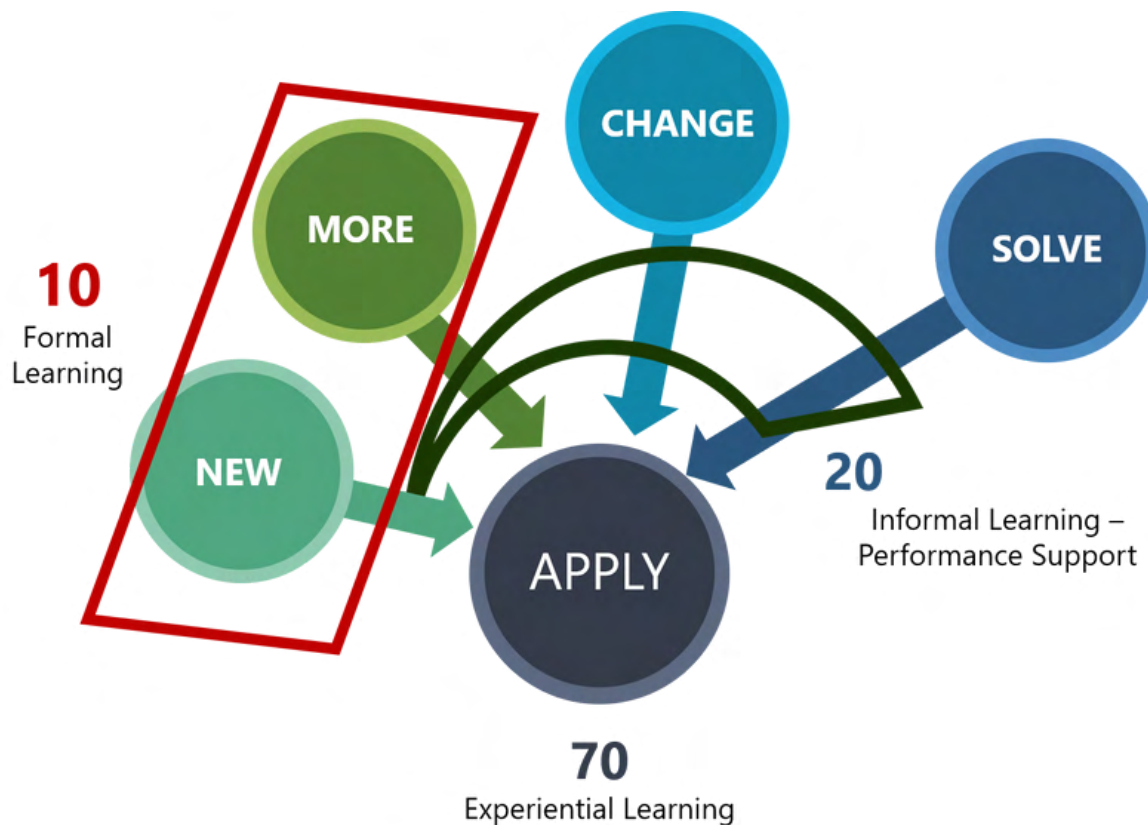 CHANGE
MORE
SOLVE
10
Formal
Learning
NEW
20
Informal Learning –
Performance Support
APPLY
70
Experiential Learning